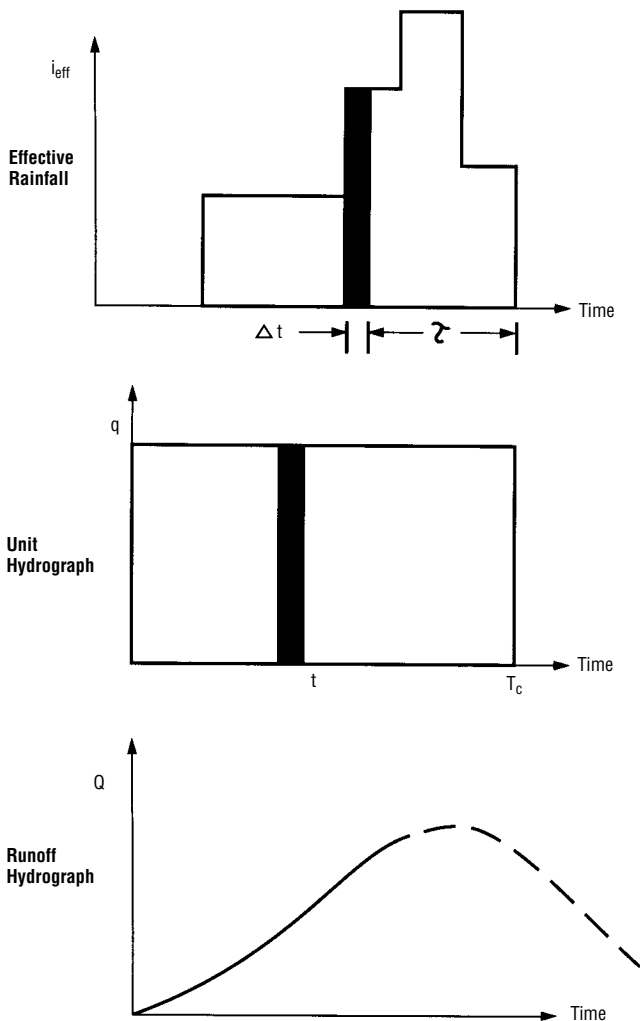 i_eff
Effective
Rainfall
Time
Δt
τ
q
Unit
Hydrograph
Time
t
T_c
Q
Runoff
Hydrograph
Time